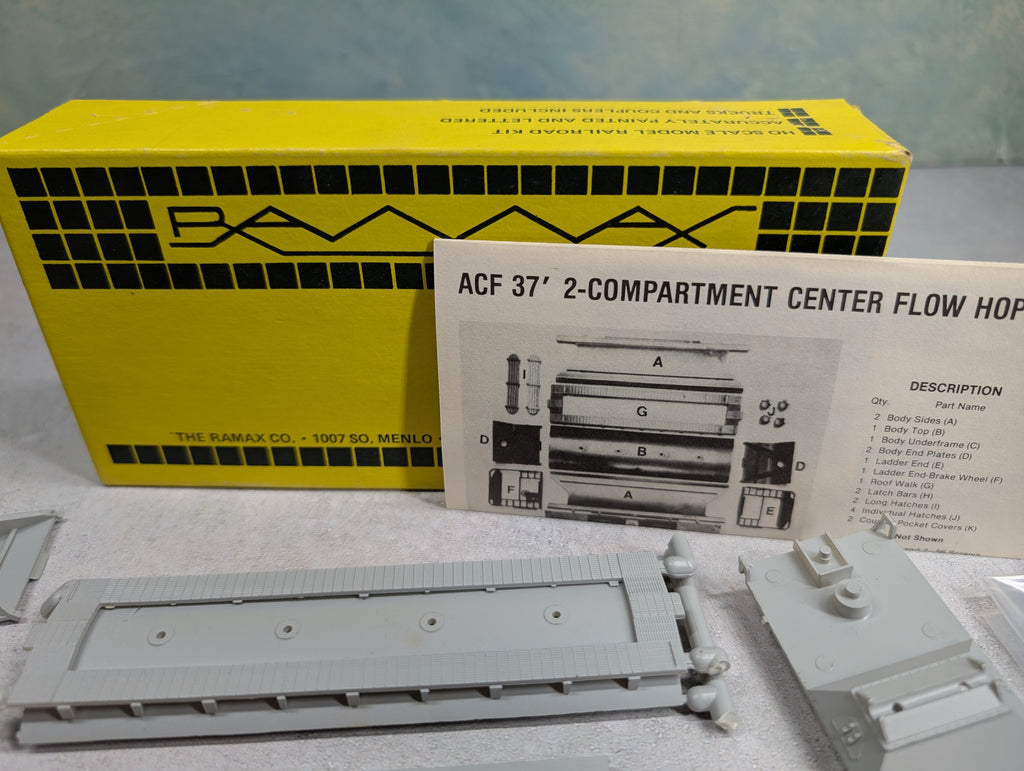 HO SCALE MODEL RAILROAD KIT
ACCURATELY PAINTED AND LETTERED
TRUCKS AND COUPLERS INCLUDED
RAMAX
THE RAMAX CO. • 1007 SO. MENLO •
ACF 37' 2-COMPARTMENT CENTER FLOW HOP
A
I
G
J
D
B
D
F
A
E
DESCRIPTION
Qty. Part Name
2 Body Sides (A)
1 Body Top (B)
1 Body Underframe (C)
2 Body End Plates (D)
1 Ladder End (E)
1 Ladder End-Brake Wheel (F)
1 Roof Walk (G)
2 Latch Bars (H)
2 Long Hatches (I)
4 Individual Hatches (J)
2 Pocket Covers (K)
Not Shown